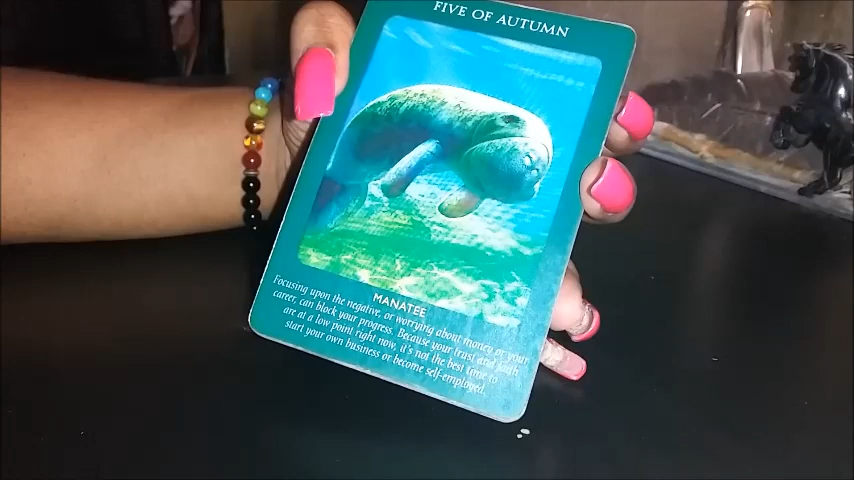 FIVE OF AUTUMN
MANATEE
Focusing upon the negative, or worrying about money or your
career, can block your progress. Because your trust and faith
are at a low point right now, it's not the best time to
start your own business or become self-employed.